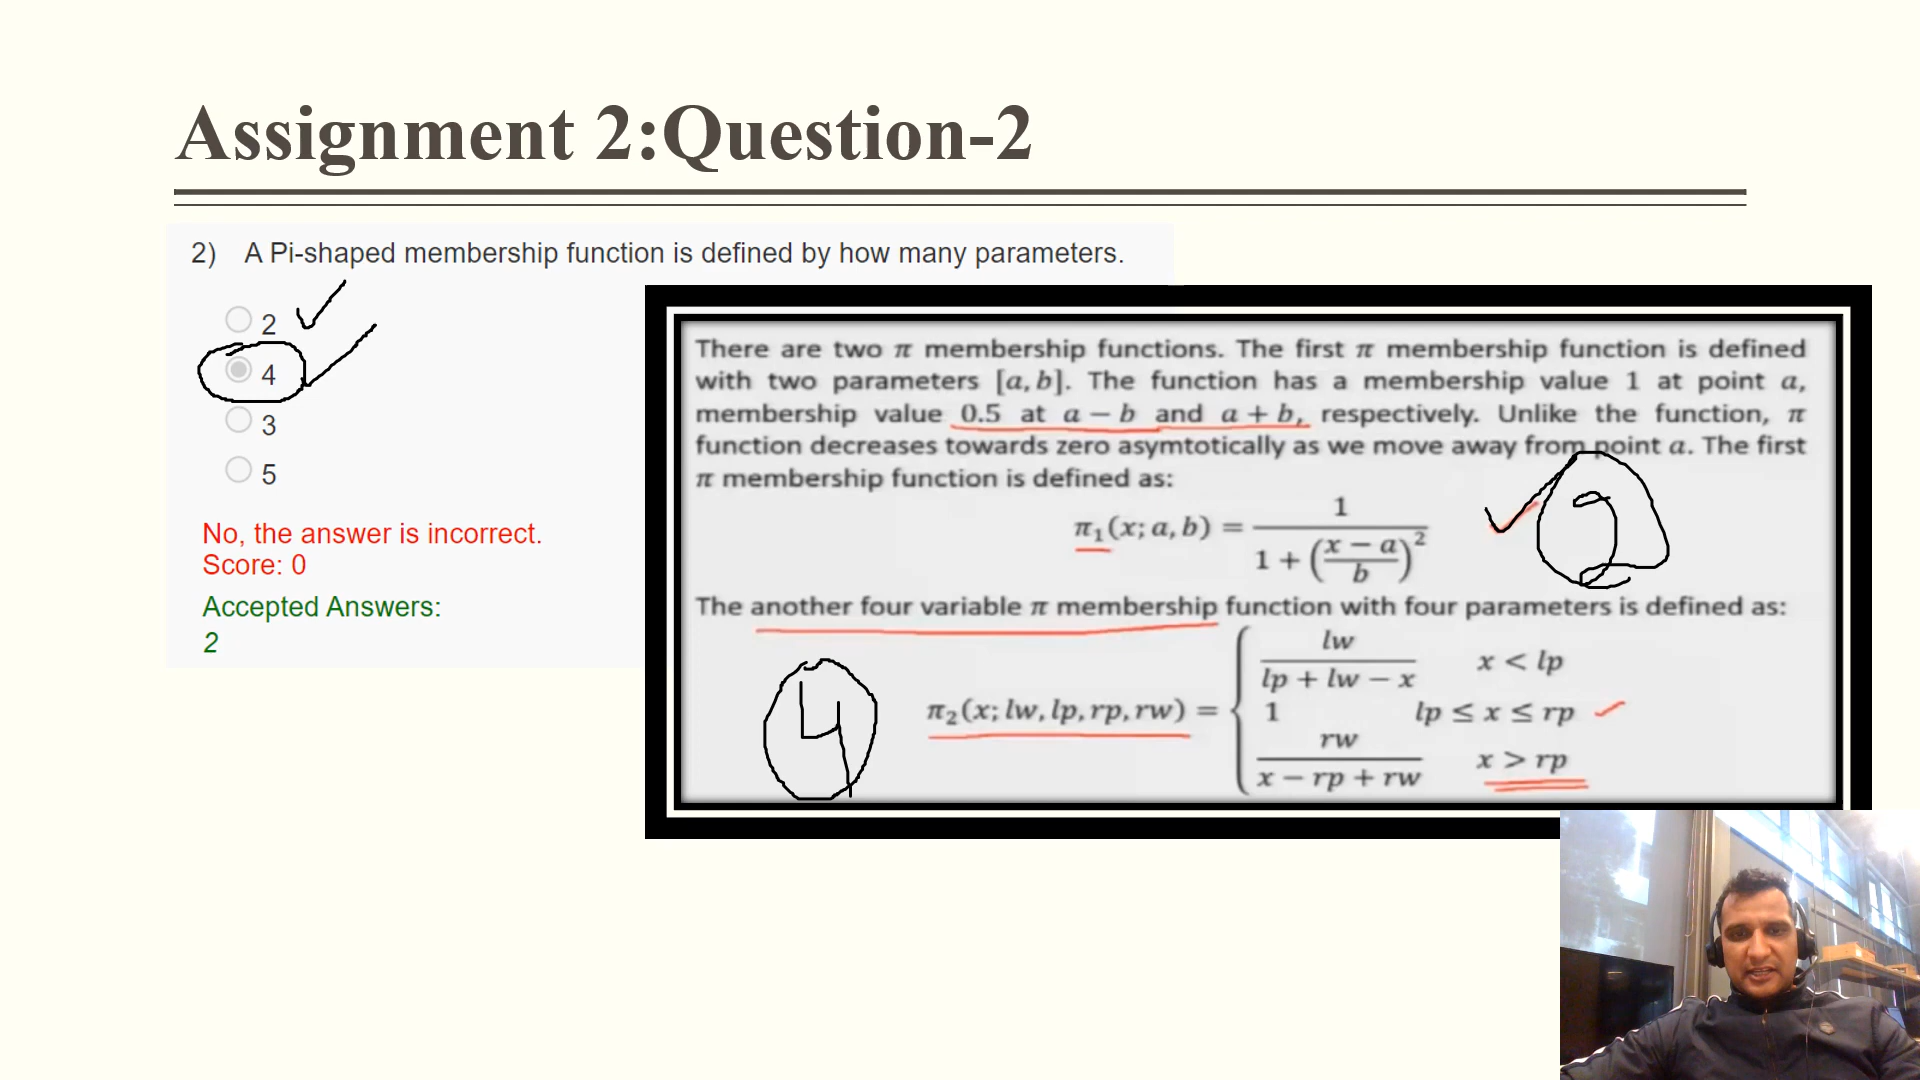 Assignment 2:Question-2
2) A Pi-shaped membership function is defined by how many parameters.
2
4
3
5
No, the answer is incorrect.
Score: 0
Accepted Answers:
2
There are two π membership functions. The first π membership function is defined
with two parameters [a, b]. The function has a membership value 1 at point a,
membership value 0.5 at a − b and a + b, respectively. Unlike the function, π
function decreases towards zero asymtotically as we move away from point a. The first
π membership function is defined as:
π₁(x; a, b) = 1 / (1 + ((x − a)/b)²)
2
The another four variable π membership function with four parameters is defined as:
4
π₂(x; lw, lp, rp, rw) = {
lw / (lp + lw − x) x < lp
1 lp ≤ x ≤ rp
rw / (x − rp + rw) x > rp